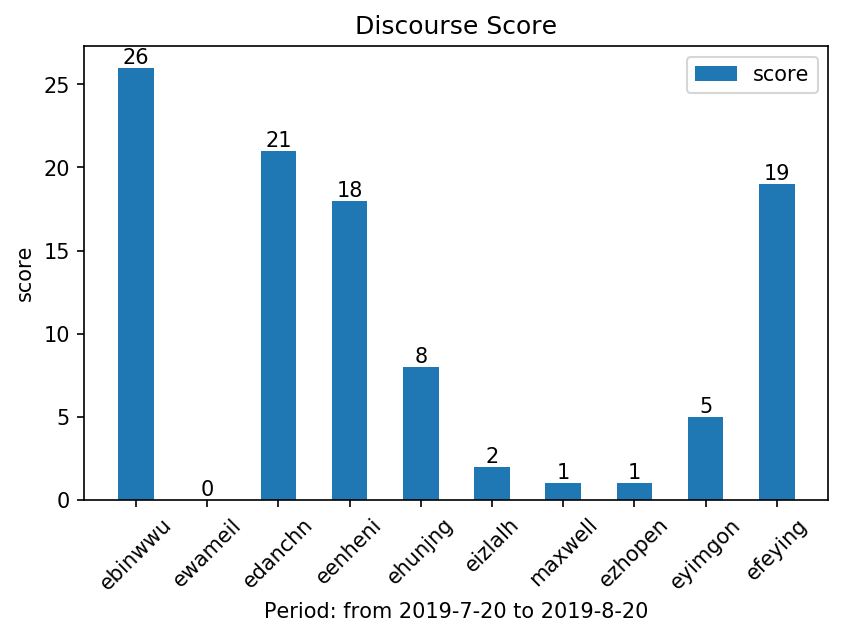 Discourse Score
score
26
0
21
18
8
2
1
1
5
19
25
20
15
10
5
0
score
ebinwwu
ewameil
edanchn
eenheni
ehunjng
eizlalh
maxwell
ezhopen
eyimgon
efeying
Period: from 2019-7-20 to 2019-8-20